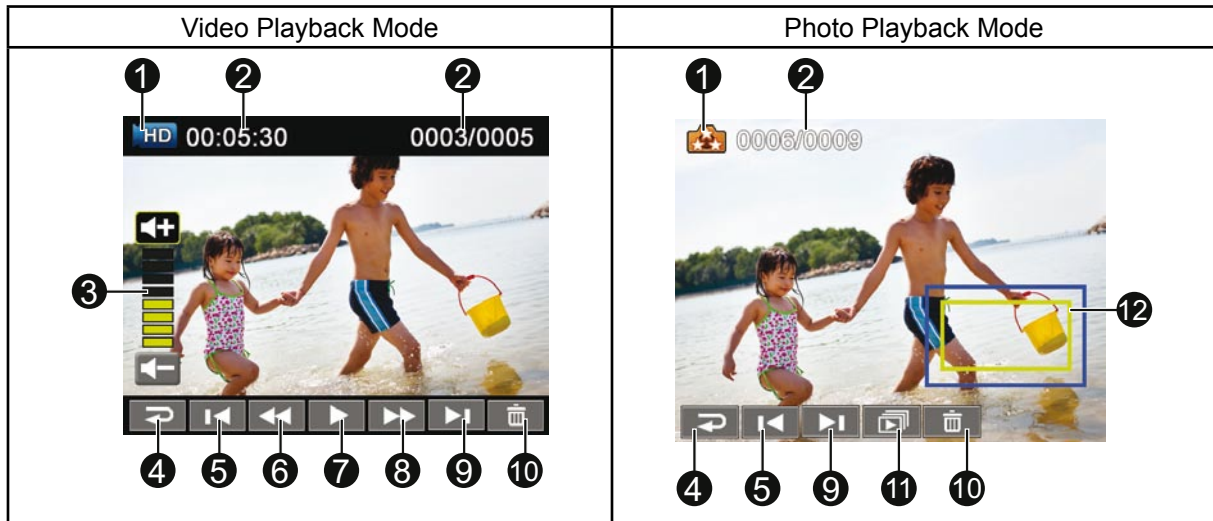 Video Playback Mode
Photo Playback Mode
1 2 2
HD 00:05:30 0003/0005
3
4 5 6 7 8 9 10
1 2
0006/0009
12
4 5 9 11 10